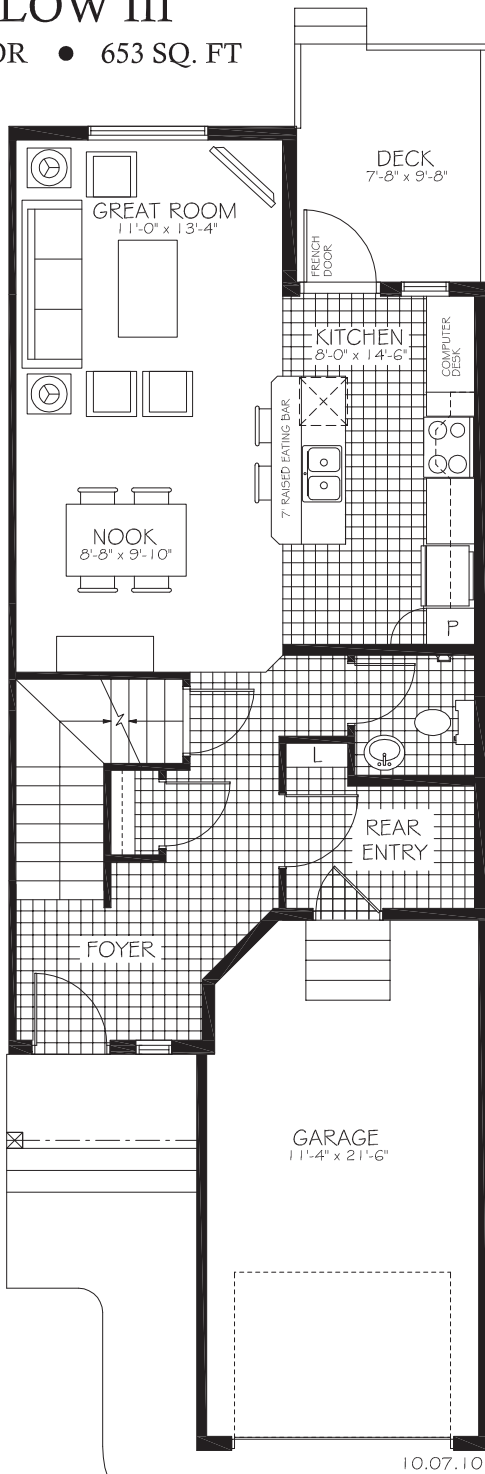 LOW III
OR • 653 SQ. FT
DECK
7'-8" x 9'-8"
GREAT ROOM
11'-0" x 13'-4"
FRENCH
DOOR
KITCHEN
8'-0" x 14'-6"
COMPUTER
DESK
7' RAISED EATING BAR
NOOK
8'-8" x 9'-10"
P
L
REAR
ENTRY
FOYER
GARAGE
11'-4" x 21'-6"
10.07.10